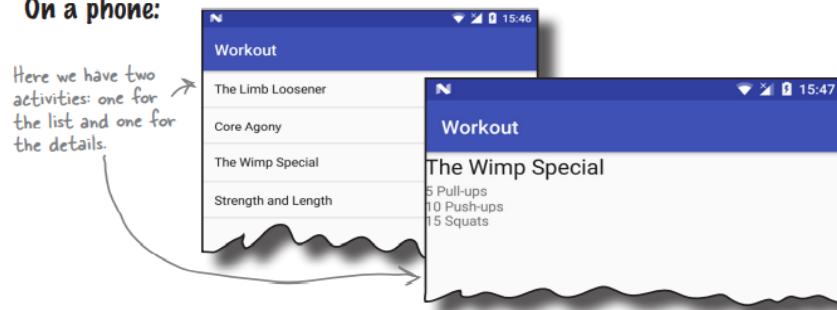 On a phone:
Here we have two
activities: one for
the list and one for
the details.
N 15:46
Workout
The Limb Loosener
Core Agony
The Wimp Special
Strength and Length
N 15:47
Workout
The Wimp Special
5 Pull-ups
10 Push-ups
15 Squats